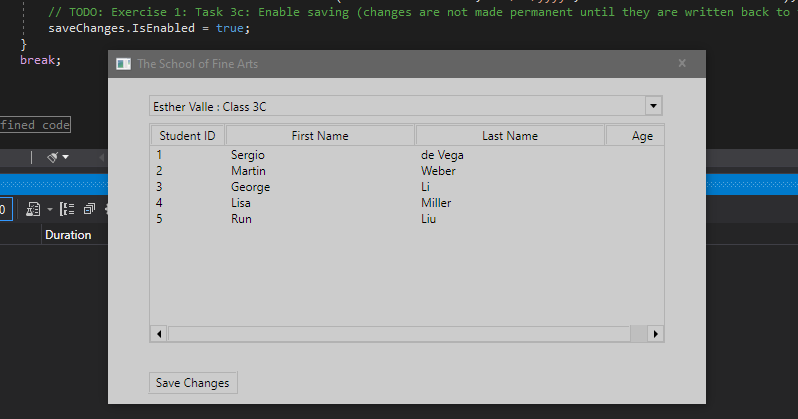 // TODO: Exercise 1: Task 3c: Enable saving (changes are not made permanent until they are written back to
saveChanges.IsEnabled = true;
}
break;
The School of Fine Arts
Esther Valle : Class 3C
fined code
Student ID First Name Last Name Age
1 Sergio de Vega
2 Martin Weber
3 George Li
4 Lisa Miller
5 Run Liu
0
Duration
Save Changes